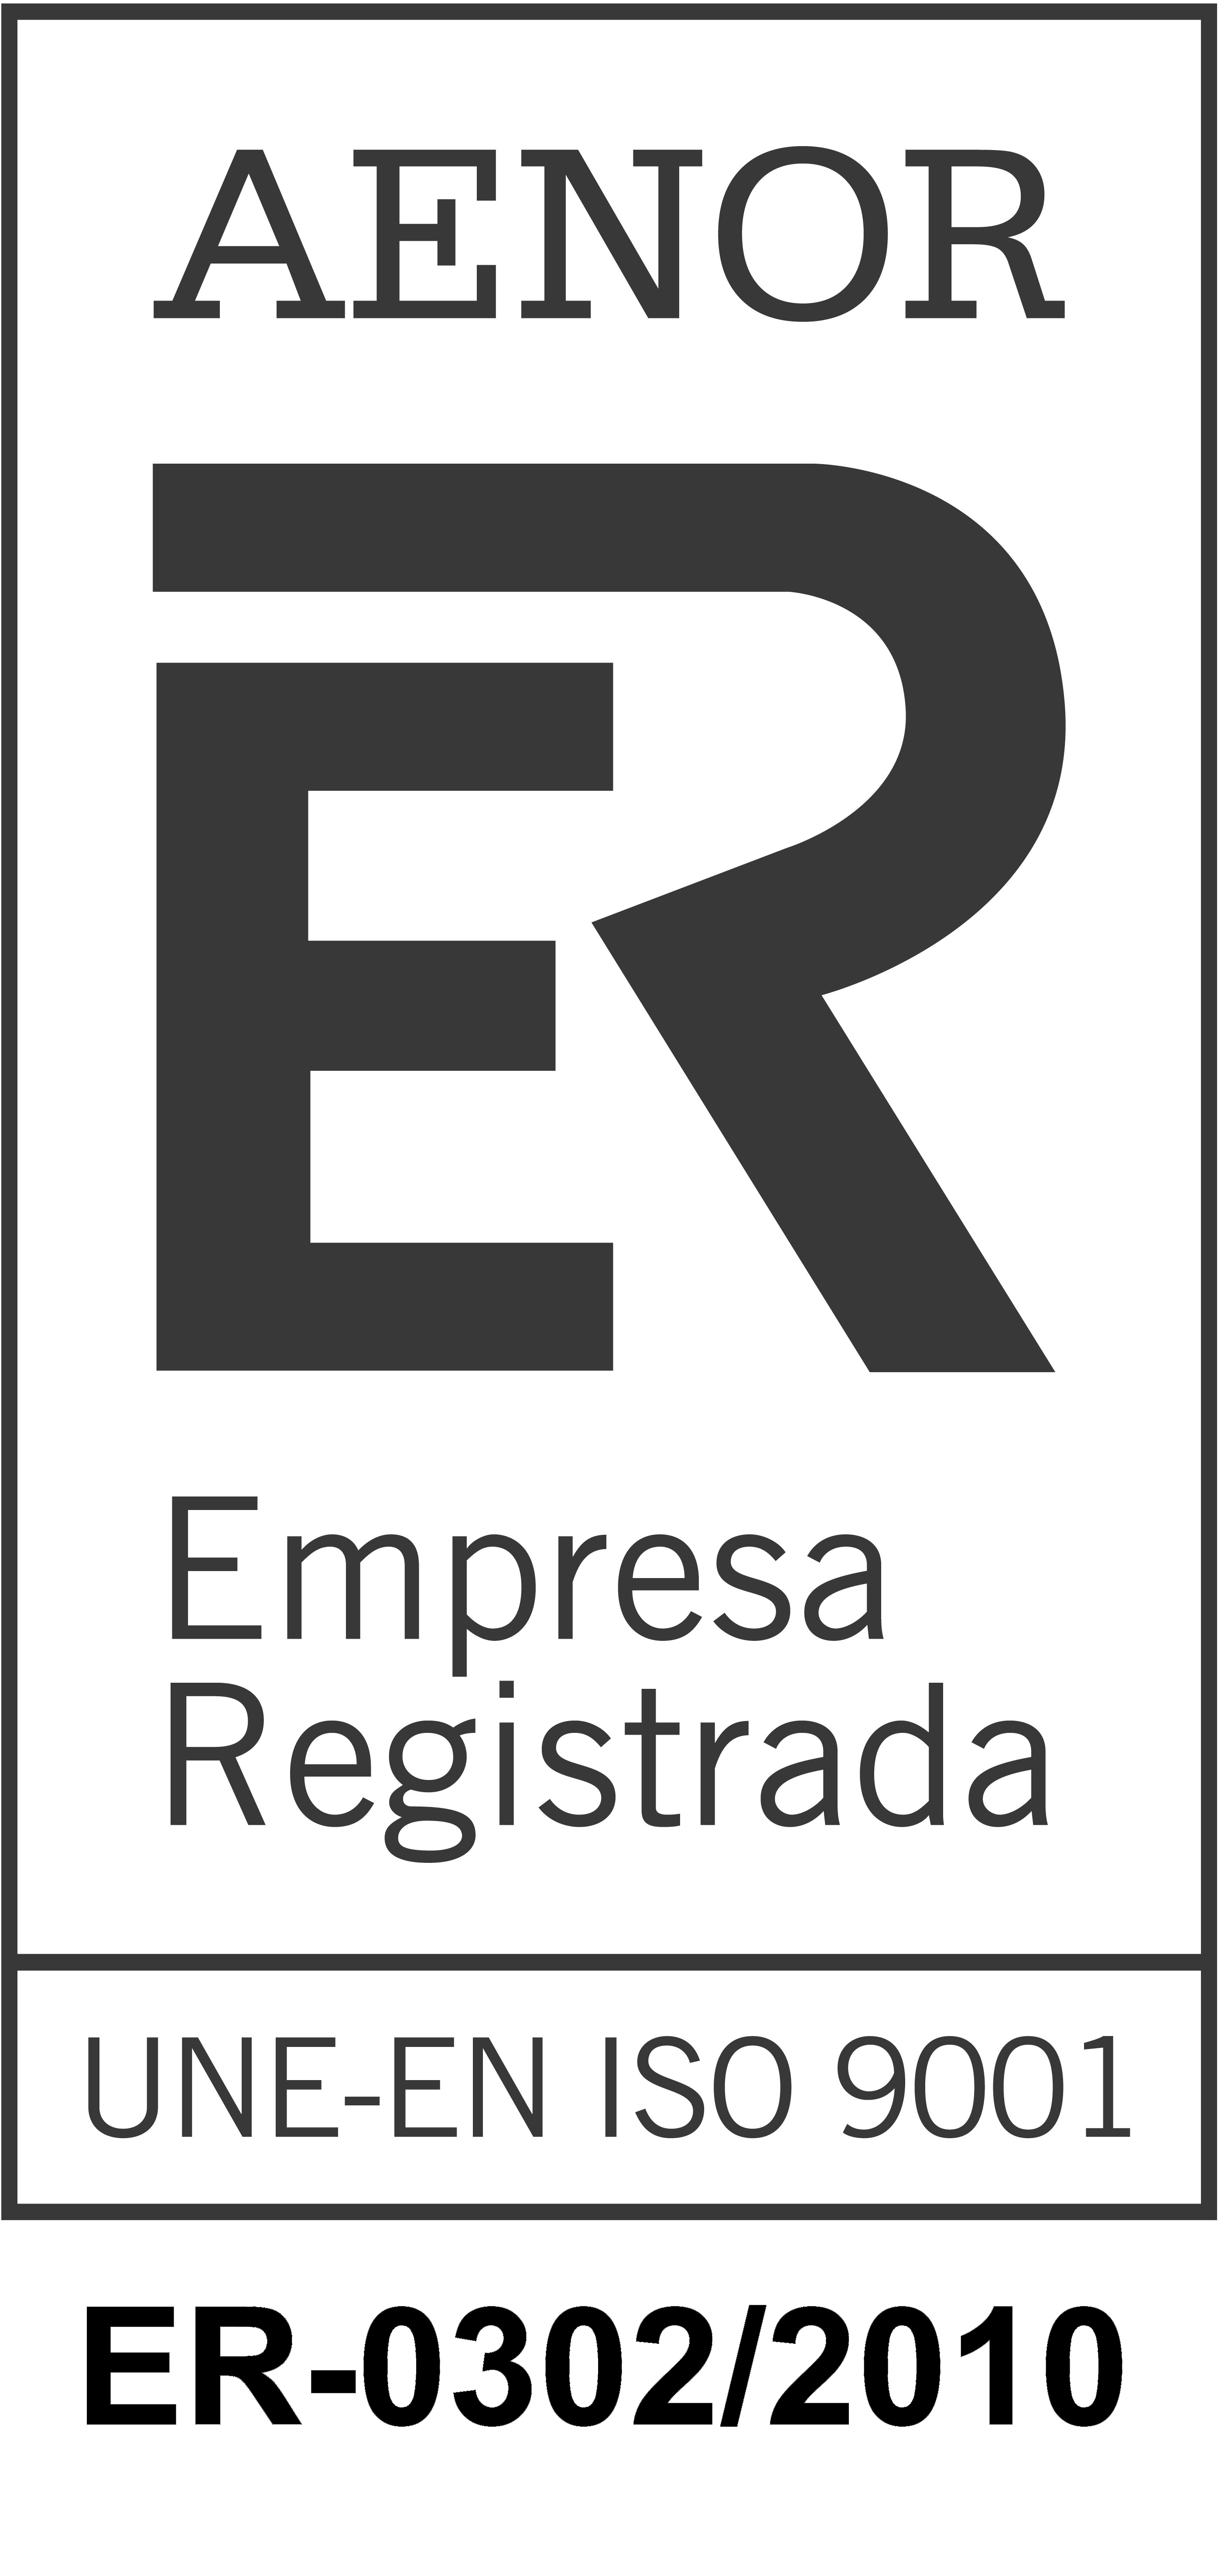 AENOR
ER
Empresa
Registrada
UNE-EN ISO 9001
ER-0302/2010